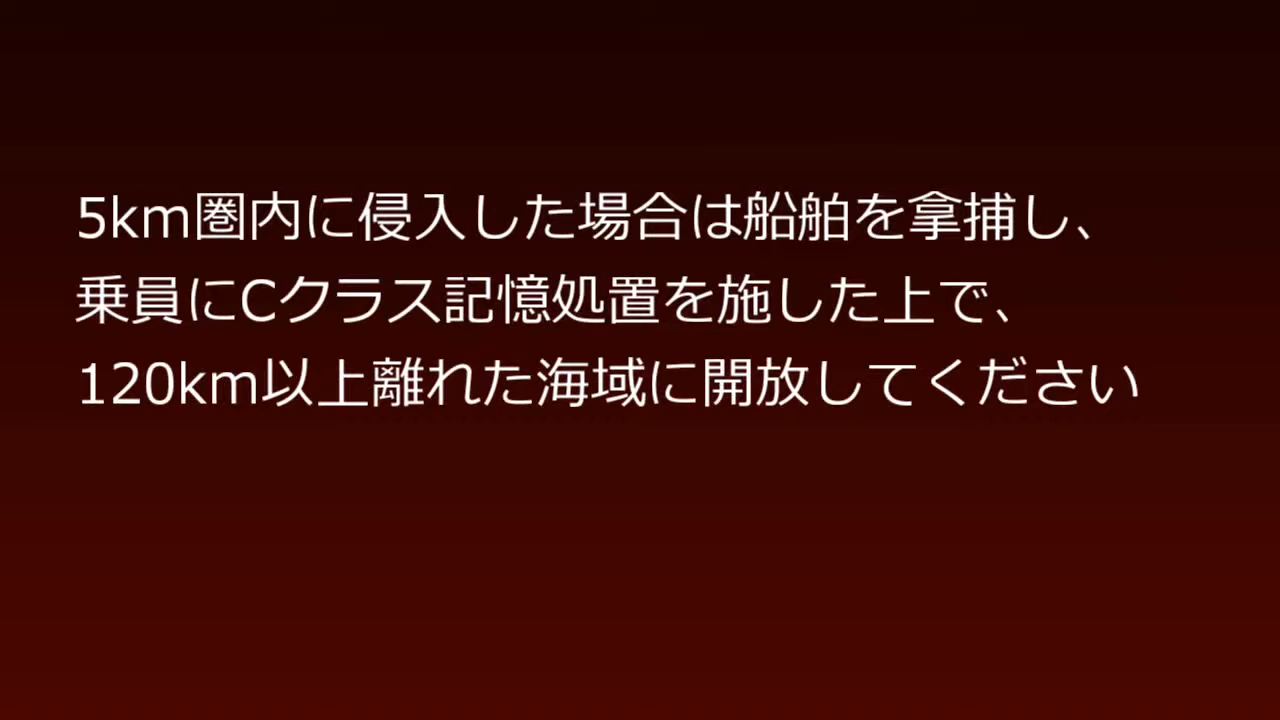 5km圏内に侵入した場合は船舶を拿捕し、
乗員にCクラス記憶処置を施した上で、
120km以上離れた海域に開放してください